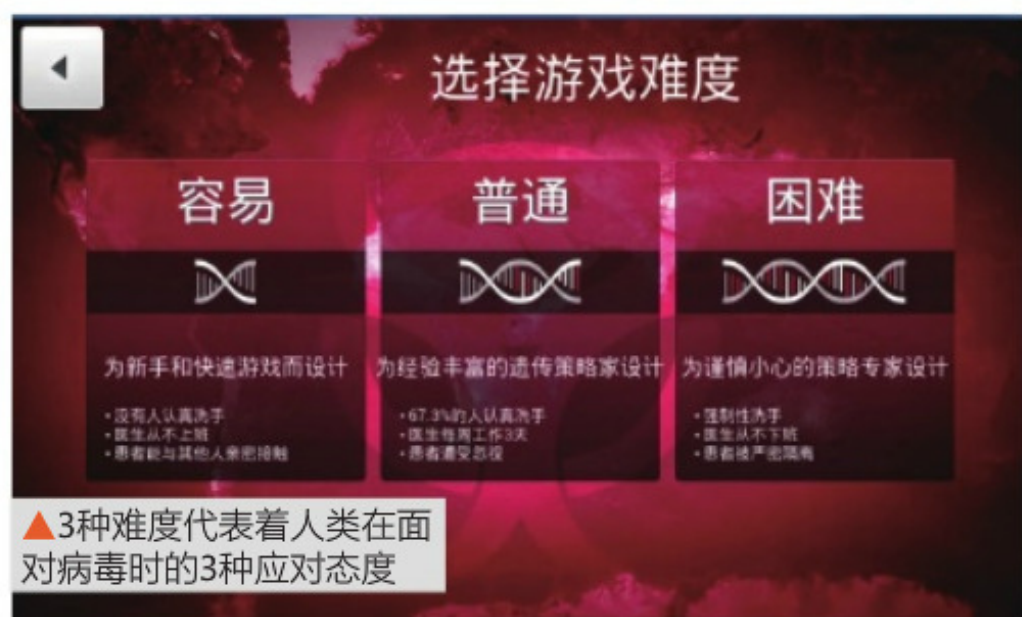 选择游戏难度
容易
普通
困难
为新手和快速游戏而设计
• 没有人认真洗手
• 医生从不上班
• 患者能与其他人亲密接触
为经验丰富的遗传策略家设计
• 67.3%的人认真洗手
• 医生每周工作3天
• 患者遭受忽视
为谨慎小心的策略专家设计
• 强制性洗手
• 医生从不下班
• 患者被严密隔离
▲3种难度代表着人类在面
对病毒时的3种应对态度